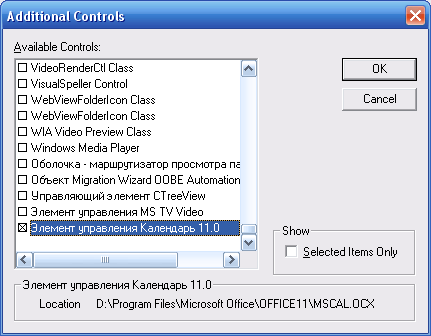 Additional Controls
Available Controls:
VideoRenderCtl Class
VisualSpeller Control
WebViewFolderIcon Class
WebViewFolderIcon Class
WIA Video Preview Class
Windows Media Player
Оболочка - маршрутизатор просмотра па
Объект Migration Wizard OOBE Automation
Управляющий элемент CTreeView
Элемент управления MS TV Video
Элемент управления Календарь 11.0
OK
Cancel
Show
Selected Items Only
Элемент управления Календарь 11.0
Location D:\Program Files\Microsoft Office\OFFICE11\MSCAL.OCX